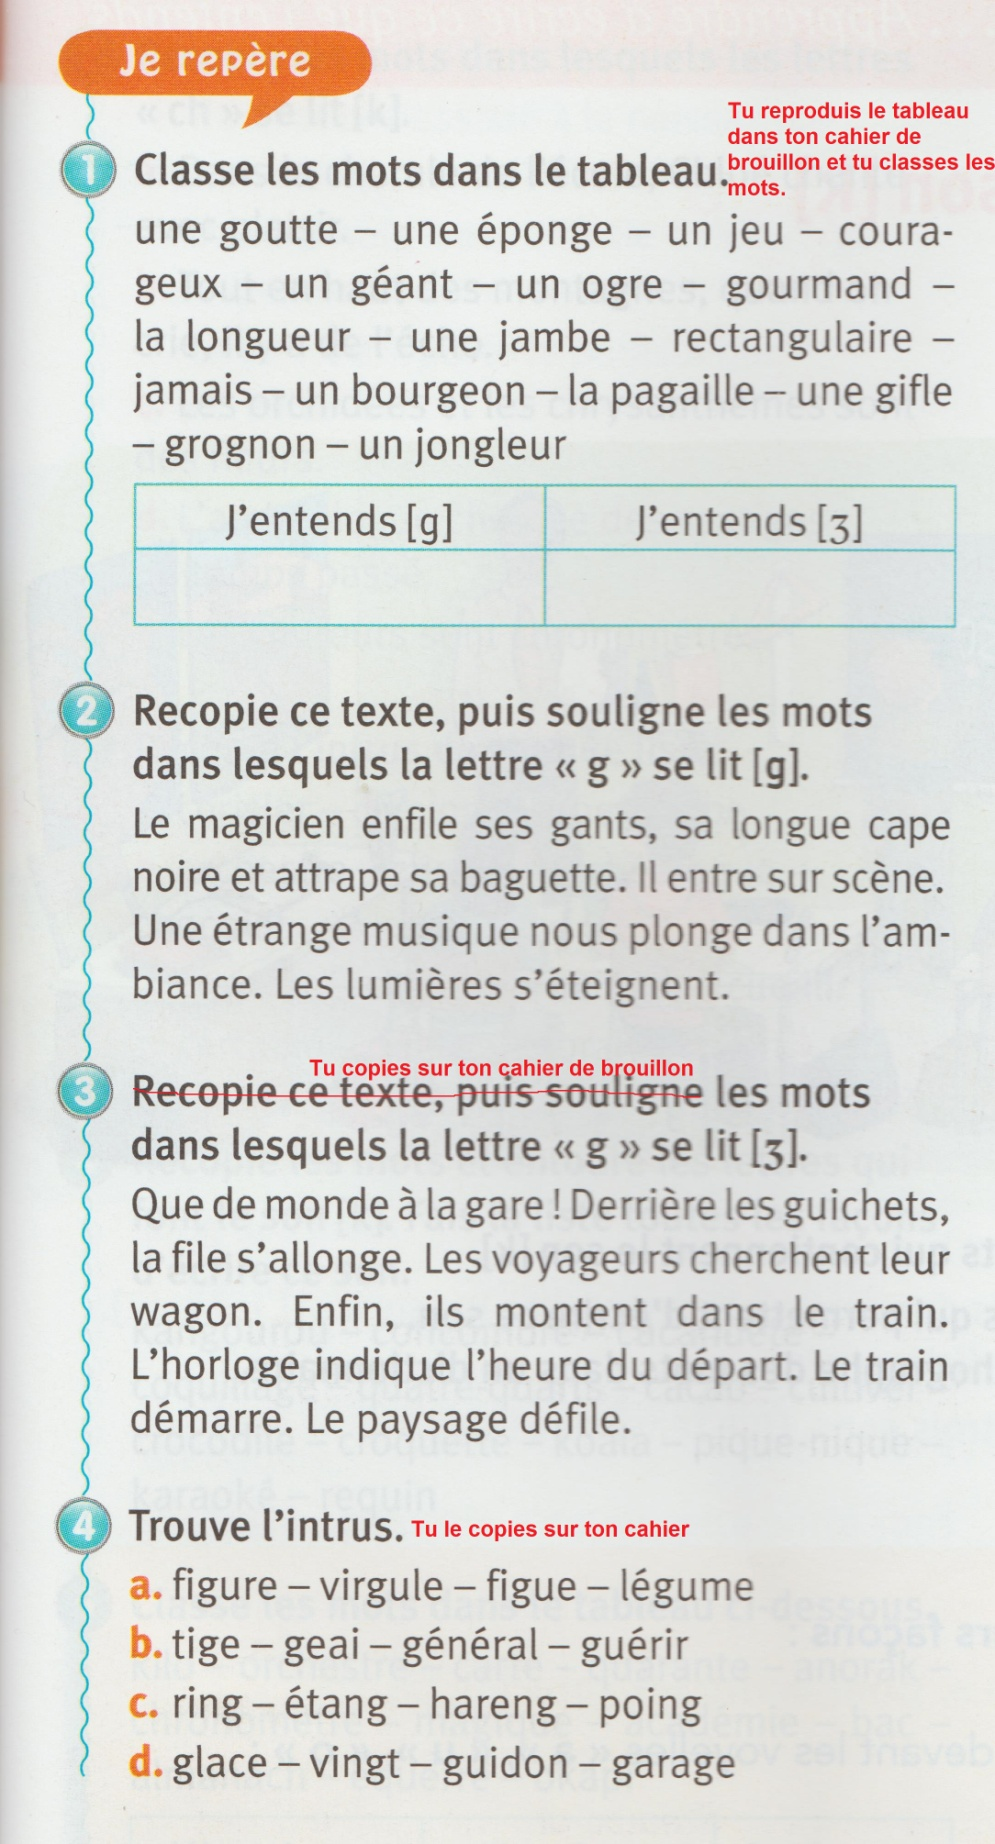 Je repère
Tu reproduis le tableau
dans ton cahier de
brouillon et tu classes les
mots.
1 Classe les mots dans le tableau.
une goutte – une éponge – un jeu – coura-
geux – un géant – un ogre – gourmand –
la longueur – une jambe – rectangulaire –
jamais – un bourgeon – la pagaille – une gifle
– grognon – un jongleur
J'entends [g] J'entends [ʒ]
2 Recopie ce texte, puis souligne les mots
dans lesquels la lettre « g » se lit [g].
Le magicien enfile ses gants, sa longue cape
noire et attrape sa baguette. Il entre sur scène.
Une étrange musique nous plonge dans l'am-
biance. Les lumières s'éteignent.
Tu copies sur ton cahier de brouillon
3 Recopie ce texte, puis souligne les mots
dans lesquels la lettre « g » se lit [ʒ].
Que de monde à la gare ! Derrière les guichets,
la file s'allonge. Les voyageurs cherchent leur
wagon. Enfin, ils montent dans le train.
L'horloge indique l'heure du départ. Le train
démarre. Le paysage défile.
4 Trouve l'intrus. Tu le copies sur ton cahier
a. figure – virgule – figue – légume
b. tige – geai – général – guérir
c. ring – étang – hareng – poing
d. glace – vingt – guidon – garage